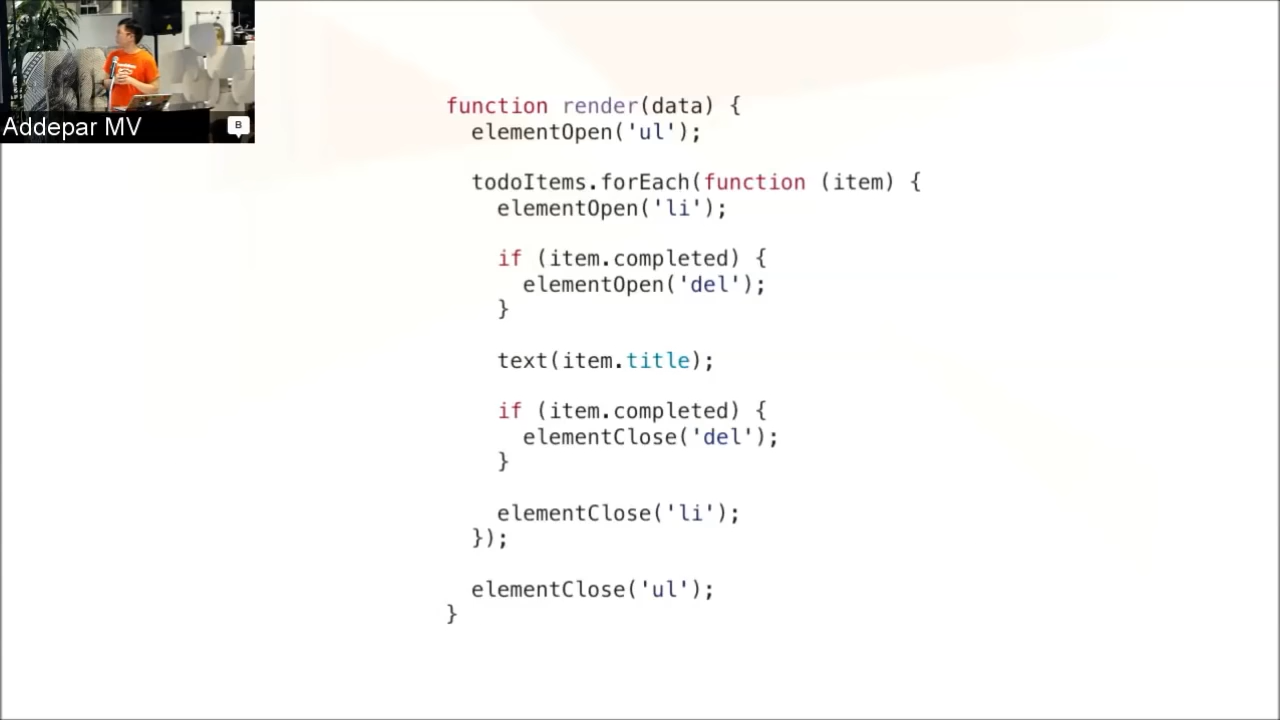 Addepar MV
B
function render(data) {
  elementOpen('ul');
  todoItems.forEach(function (item) {
    elementOpen('li');
    if (item.completed) {
      elementOpen('del');
    }
    text(item.title);
    if (item.completed) {
      elementClose('del');
    }
    elementClose('li');
  });
  elementClose('ul');
}